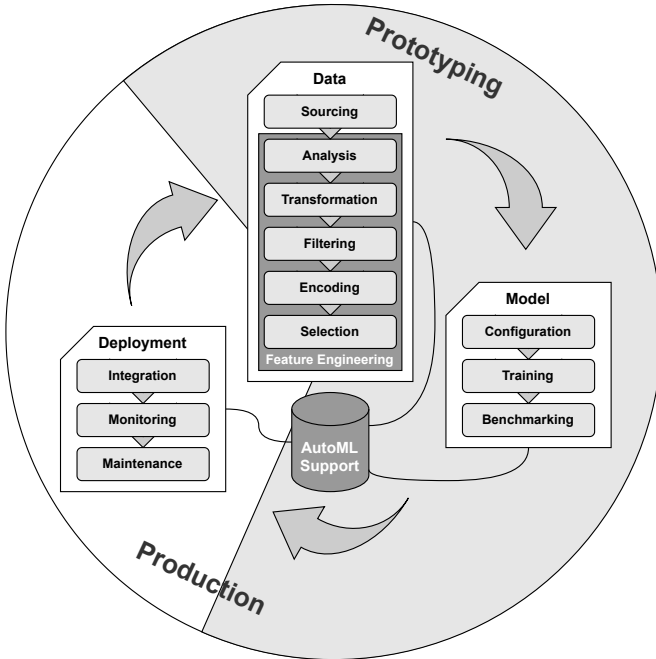 Prototyping
Data
Sourcing
Analysis
Transformation
Filtering
Encoding
Selection
Feature Engineering
Model
Configuration
Training
Benchmarking
Deployment
Integration
Monitoring
Maintenance
AutoML
Support
Production